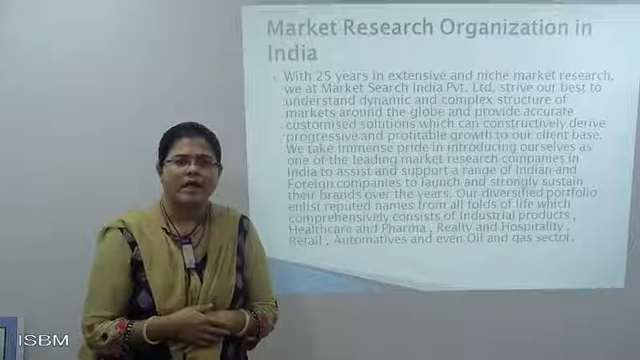 Market Research Organization in
India
With 25 years in extensive and niche market research,
we at Market Search India Pvt. Ltd, strive our best to
understand dynamic and complex structure of
markets around the globe and provide accurate
customised solutions which can constructively derive
progressive and profitable growth to our client base.
We take immense pride in introducing ourselves as
one of the leading market research companies in
India to assist and support a range of Indian and
Foreign companies to launch and strongly sustain
their brands over the years. Our diversified portfolio
enlist reputed names from all folds of life which
comprehensively consists of Industrial products ,
Healthcare and Pharma , Realty and Hospitality ,
Retail , Automatives and even Oil and gas sector.
ISBM